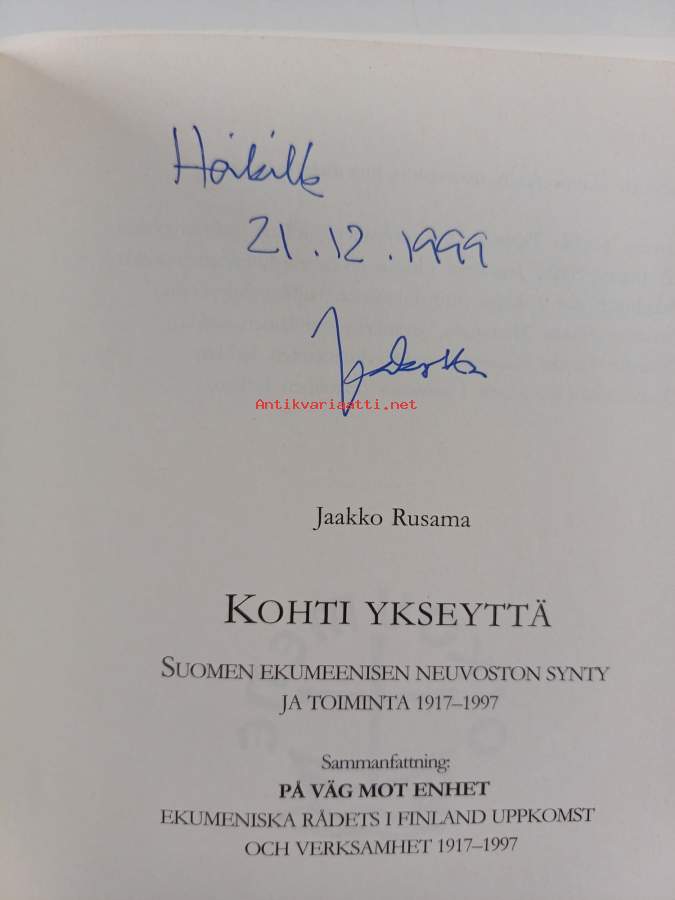 Heikille
21.12.1999
Jaakko
Antikvariaatti.net
Jaakko Rusama
KOHTI YKSEYTTÄ
SUOMEN EKUMEENISEN NEUVOSTON SYNTY
JA TOIMINTA 1917–1997
Sammanfattning:
PÅ VÄG MOT ENHET
EKUMENISKA RÅDETS I FINLAND UPPKOMST
OCH VERKSAMHET 1917–1997